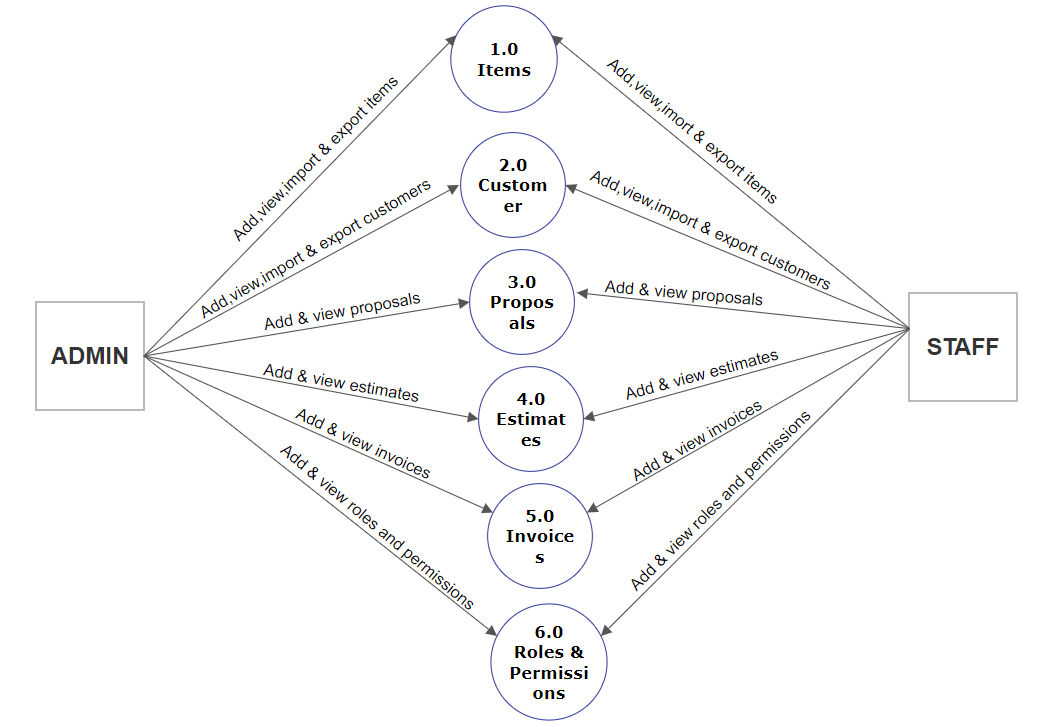 1.0
Items
Add,view,import & export items
Add,view,imort & export items
2.0
Custom
er
Add,view,import & export customers
Add,view,import & export customers
3.0
Propos
als
Add & view proposals
Add & view proposals
ADMIN
STAFF
4.0
Estimat
es
Add & view estimates
Add & view estimates
5.0
Invoice
s
Add & view invoices
Add & view invoices
6.0
Roles &
Permissi
ons
Add & view roles and permissions
Add & view roles and permissions